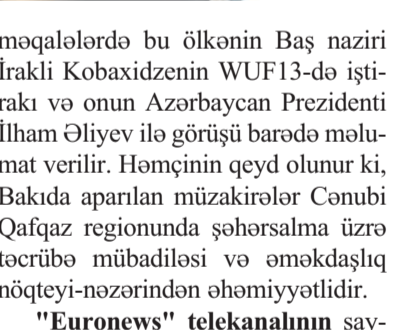 məqalələrdə bu ölkənin Baş naziri
İrakli Kobaxidzenin WUF13-də işti-
rakı və onun Azərbaycan Prezidenti
İlham Əliyev ilə görüşü barədə məlu-
mat verilir. Həmçinin qeyd olunur ki,
Bakıda aparılan müzakirələr Cənubi
Qafqaz regionunda şəhərsalma üzrə
təcrübə mübadiləsi və əməkdaşlıq
nöqteyi-nəzərindən əhəmiyyətlidir.
"Euronews" telekanalının say-